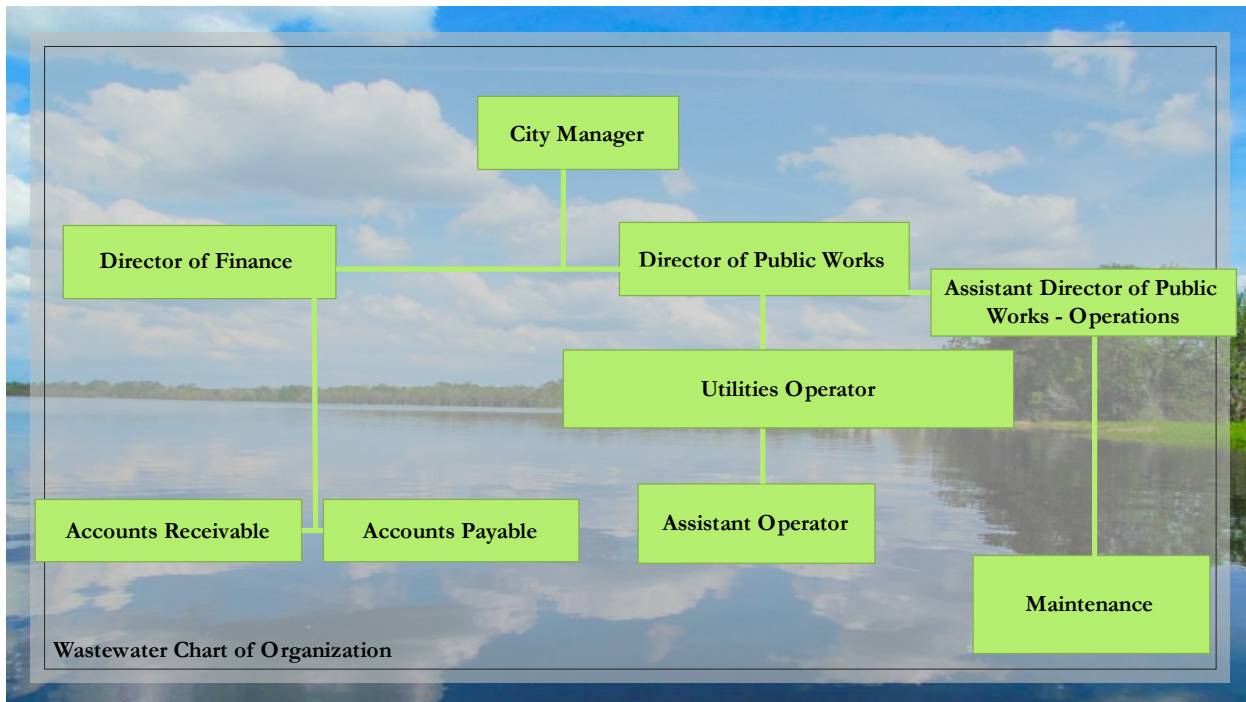 City Manager
Director of Finance
Director of Public Works
Assistant Director of Public
Works - Operations
Utilities Operator
Accounts Receivable
Accounts Payable
Assistant Operator
Maintenance
Wastewater Chart of Organization